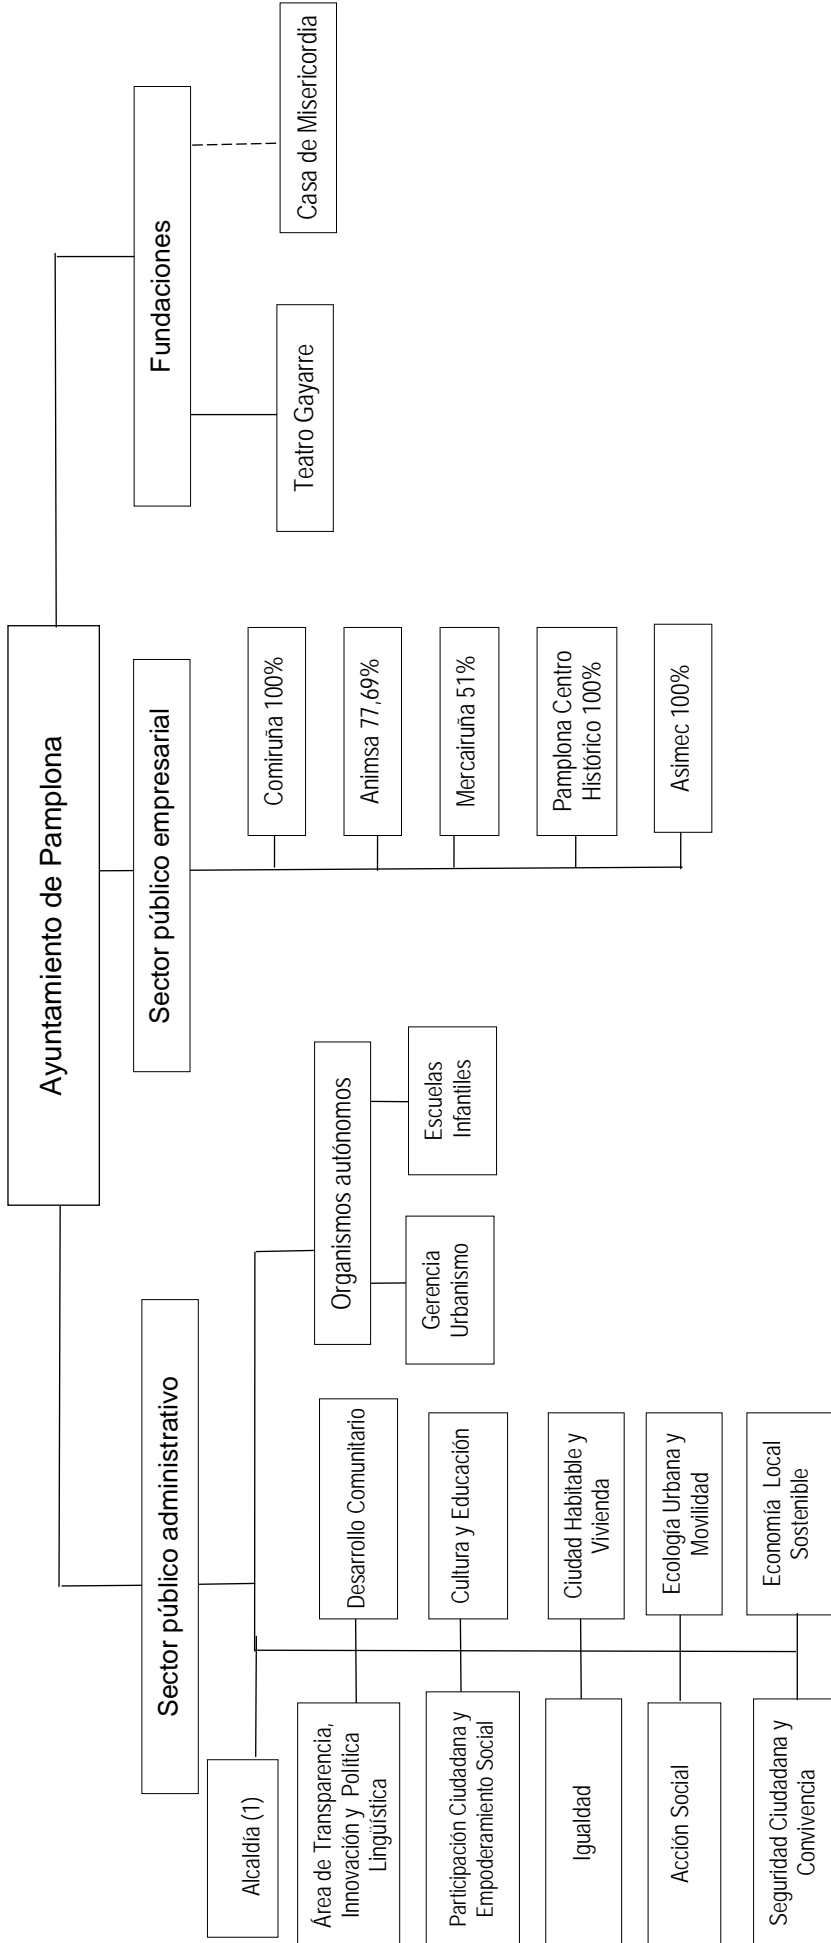 Ayuntamiento de Pamplona
Sector público administrativo
Sector público empresarial
Fundaciones
Alcaldía (1)
Área de Transparencia,
Innovación y Política
Lingüística
Desarrollo Comunitario
Participación Ciudadana y
Empoderamiento Social
Cultura y Educación
Igualdad
Ciudad Habitable y
Vivienda
Acción Social
Ecología Urbana y
Movilidad
Seguridad Ciudadana y
Convivencia
Economía Local
Sostenible
Organismos autónomos
Gerencia
Urbanismo
Escuelas
Infantiles
Comiruña 100%
Animsa 77,69%
Mercairuña 51%
Pamplona Centro
Histórico 100%
Asimec 100%
Teatro Gayarre
Casa de Misericordia